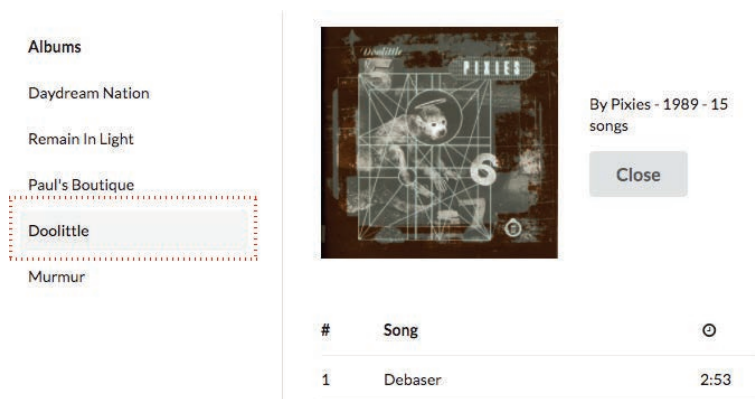 Albums
Daydream Nation
Remain In Light
Paul's Boutique
Doolittle
Murmur
Doolittle
PIXIES
6
By Pixies - 1989 - 15
songs
Close
# Song
1 Debaser 2:53